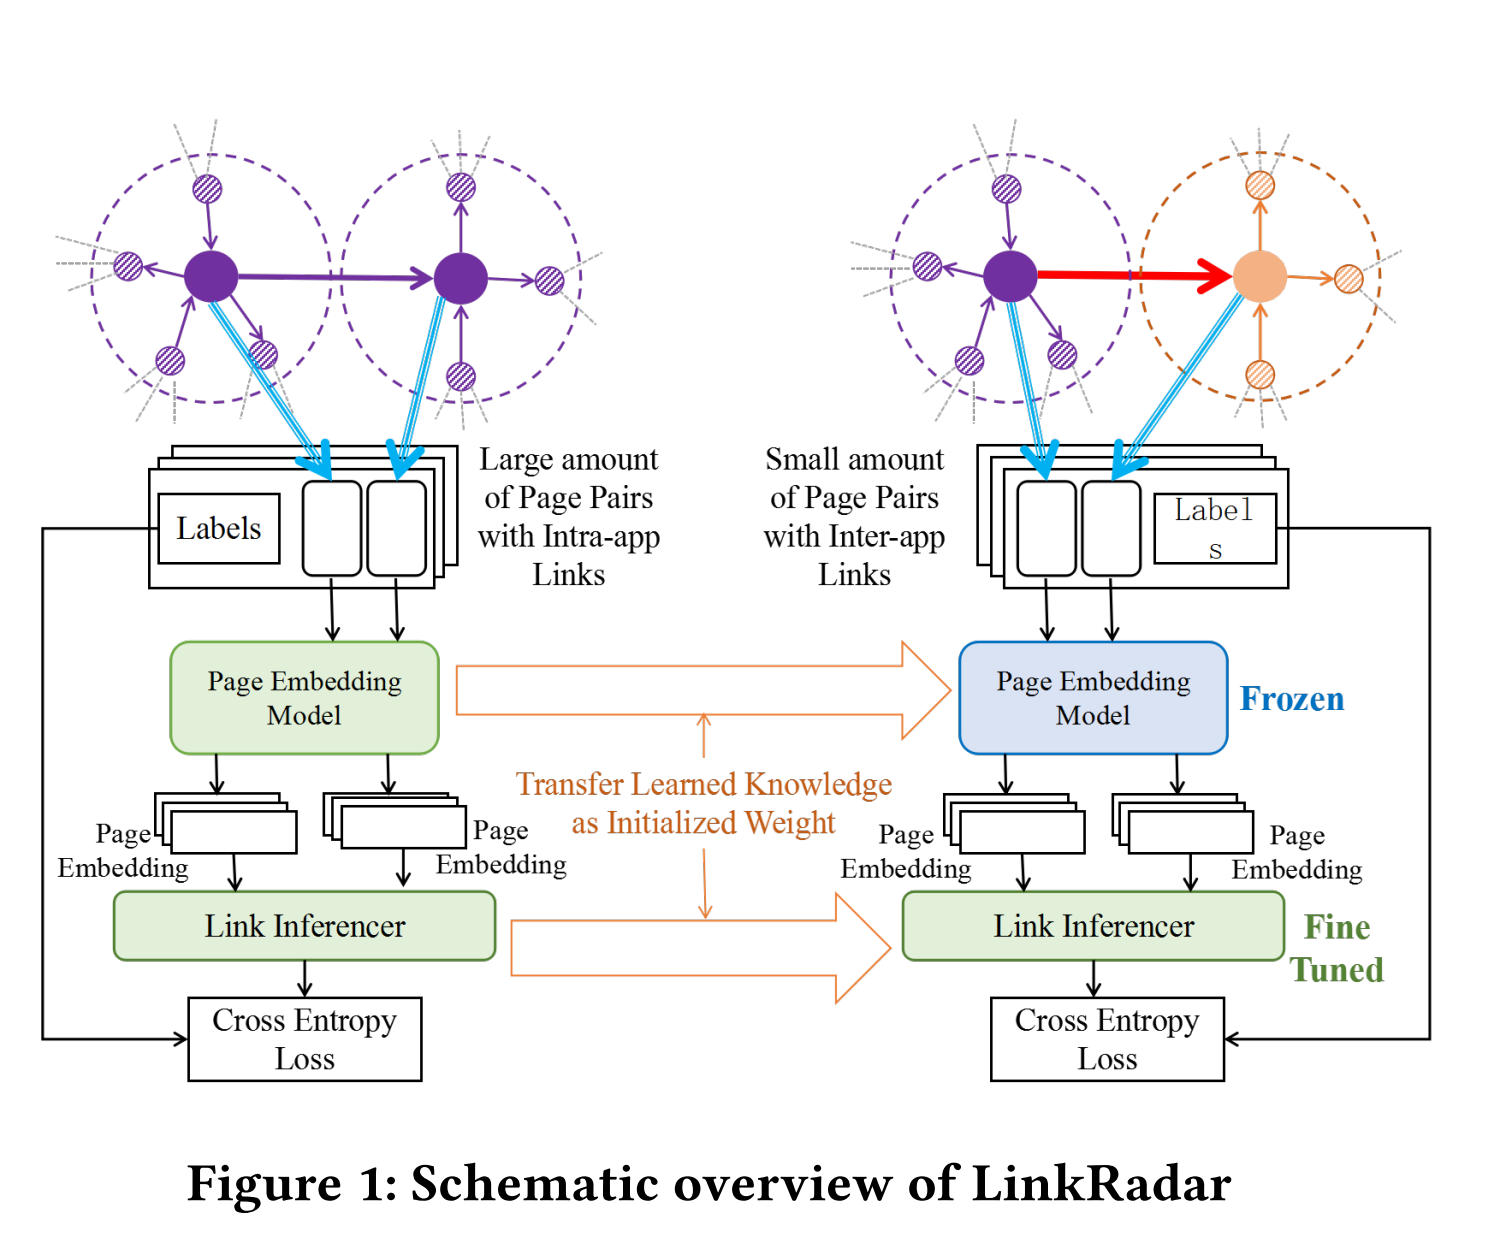 Large amount
of Page Pairs
with Intra-app
Links
Small amount
of Page Pairs
with Inter-app
Links
Labels
Label
s
Page Embedding
Model
Page Embedding
Model
Frozen
Transfer Learned Knowledge
as Initialized Weight
Page
Embedding
Page
Embedding
Page
Embedding
Page
Embedding
Link Inferencer
Link Inferencer
Fine
Tuned
Cross Entropy
Loss
Cross Entropy
Loss
Figure 1: Schematic overview of LinkRadar